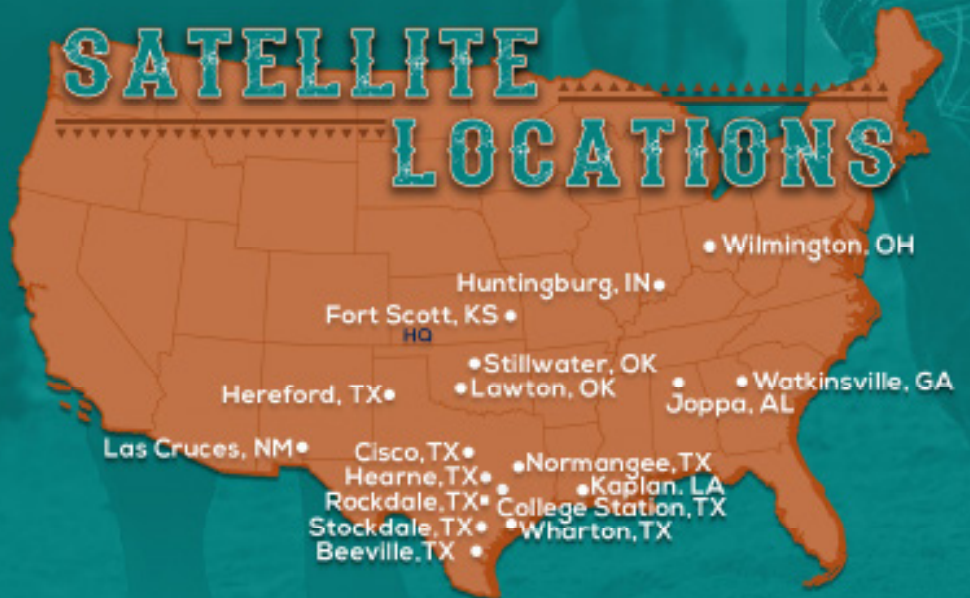 SATELLITE
LOCATIONS
Wilmington, OH
Huntingburg, IN
Fort Scott, KS
HQ
Stillwater, OK
Lawton, OK
Watkinsville, GA
Hereford, TX
Joppa, AL
Las Cruces, NM
Cisco,TX
Normangee,TX
Hearne,TX
Kaplan. LA
Rockdale,TX
College Station,TX
Stockdale,TX
Wharton,TX
Beeville,TX